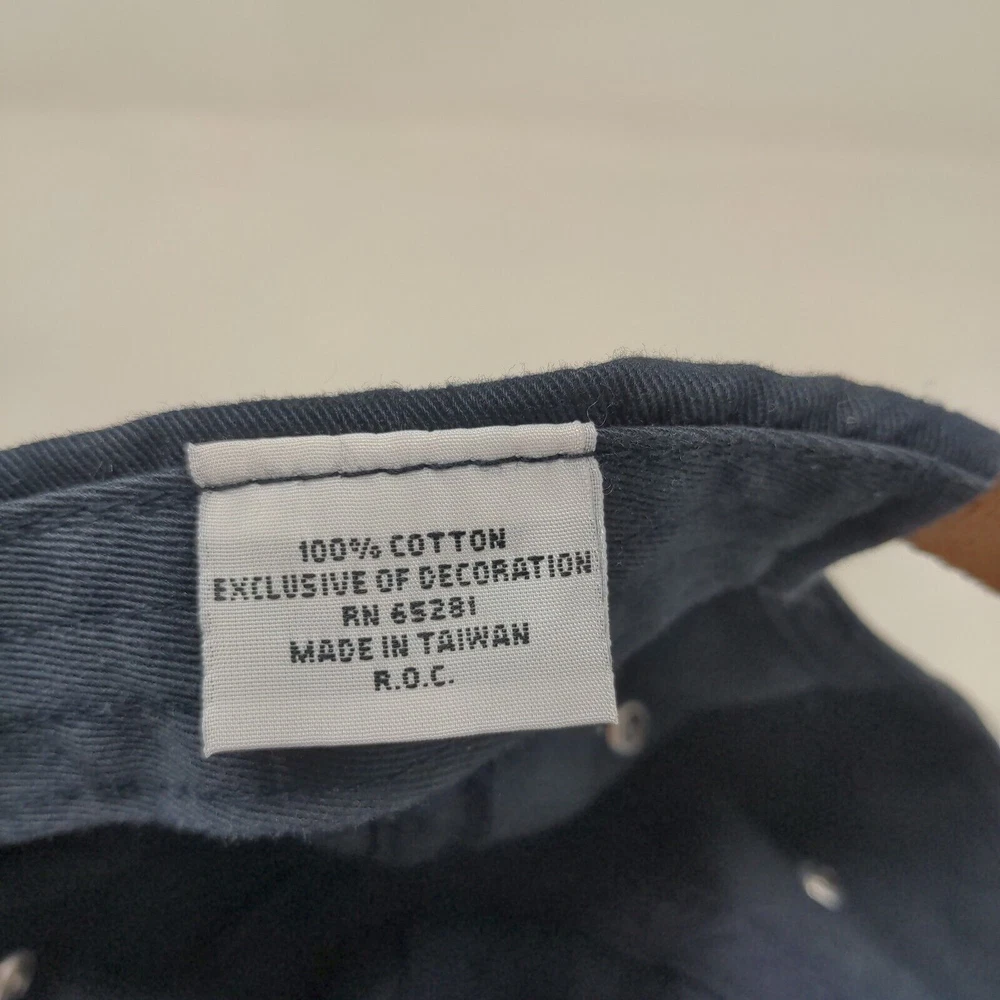 100% COTTON
EXCLUSIVE OF DECORATION
RN 65281
MADE IN TAIWAN
R.O.C.